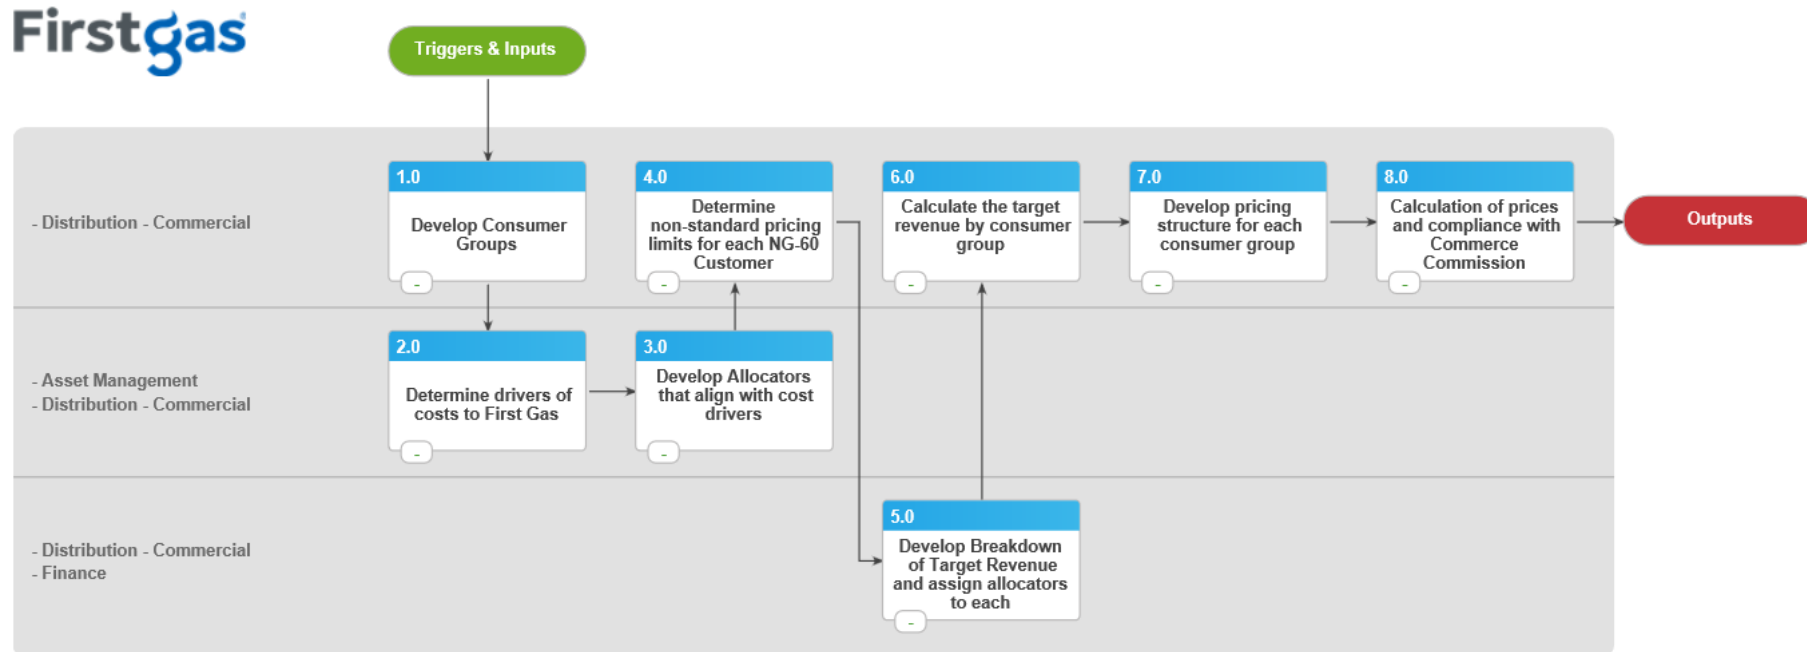 Firstgas
Triggers & Inputs
- Distribution - Commercial
1.0
Develop Consumer
Groups
-
4.0
Determine
non-standard pricing
limits for each NG-60
Customer
-
6.0
Calculate the target
revenue by consumer
group
-
7.0
Develop pricing
structure for each
consumer group
-
8.0
Calculation of prices
and compliance with
Commerce
Commission
-
Outputs
- Asset Management
- Distribution - Commercial
2.0
Determine drivers of
costs to First Gas
-
3.0
Develop Allocators
that align with cost
drivers
-
- Distribution - Commercial
- Finance
5.0
Develop Breakdown
of Target Revenue
and assign allocators
to each
-